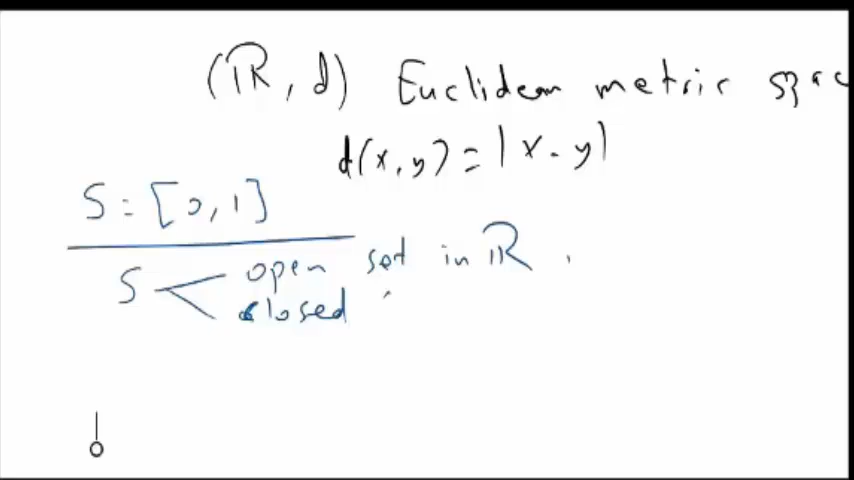 (ℝ, d) Euclidean metric spac
d(x,y) = |x-y|
S = [0,1]
S < open set in ℝ.
closed